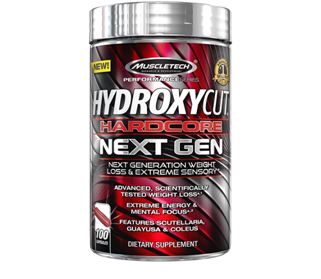 MUSCLETECH
PERFORMANCE SERIES
NEW!
HYDROXYCUT
HARDCORE
NEXT GEN
NEXT GENERATION WEIGHT
LOSS & EXTREME SENSORY
ADVANCED, SCIENTIFICALLY
TESTED WEIGHT LOSS
EXTREME ENERGY &
MENTAL FOCUS
FEATURES SCUTELLARIA,
GUAYUSA & COLEUS
100
DIETARY SUPPLEMENT